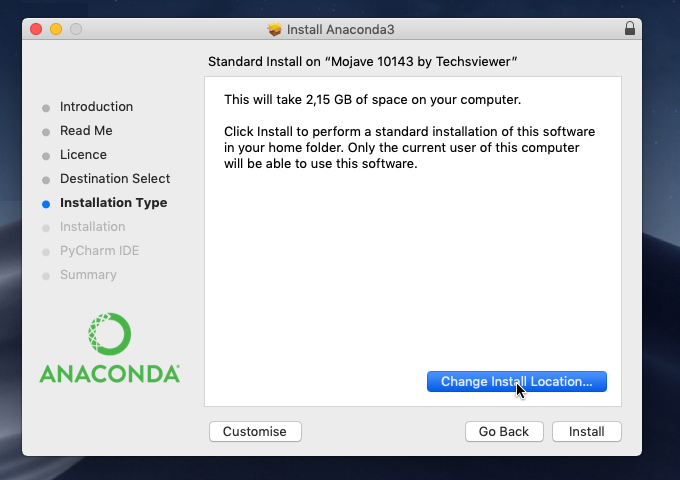 Install Anaconda3
Standard Install on “Mojave 10143 by Techsviewer”
Introduction
Read Me
Licence
Destination Select
Installation Type
Installation
PyCharm IDE
Summary
ANACONDA
This will take 2,15 GB of space on your computer.
Click Install to perform a standard installation of this software
in your home folder. Only the current user of this computer
will be able to use this software.
Change Install Location...
Customise
Go Back
Install